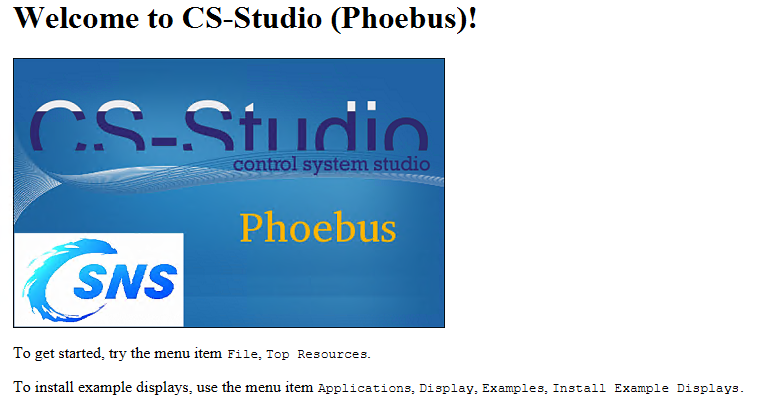 Welcome to CS-Studio (Phoebus)!
CS-Studio
control system studio
Phoebus
SNS
To get started, try the menu item File, Top Resources.
To install example displays, use the menu item Applications, Display, Examples, Install Example Displays.